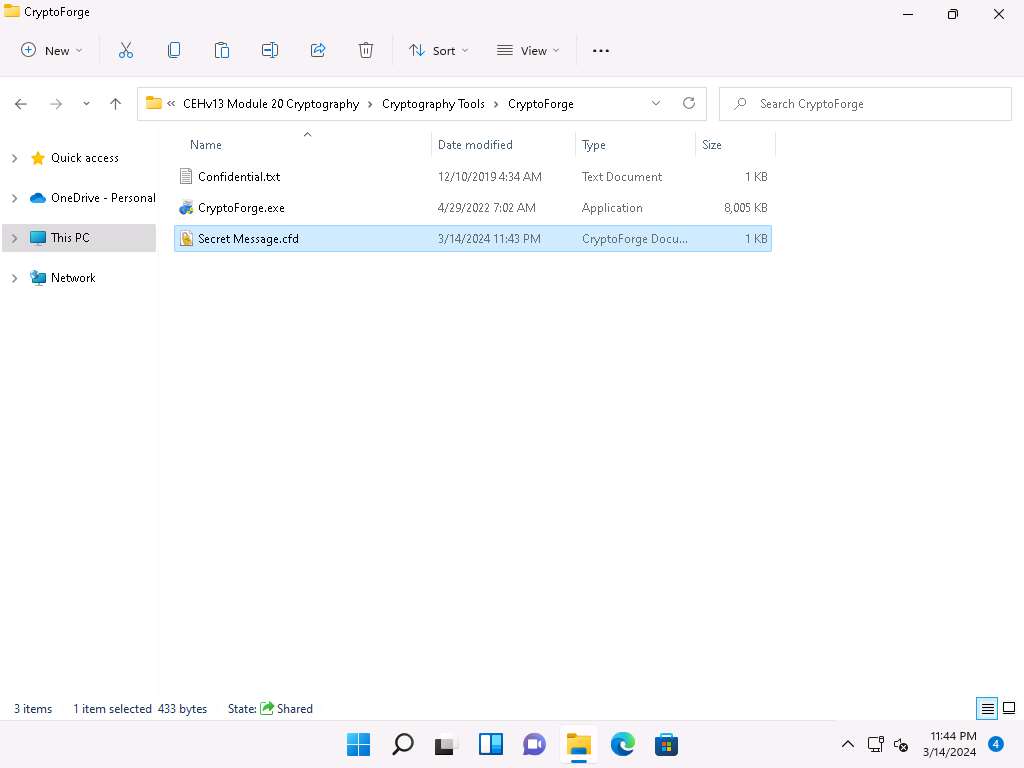 CryptoForge
New
Sort
View
« CEHv13 Module 20 Cryptography › Cryptography Tools › CryptoForge
Search CryptoForge
Name Date modified Type Size
Quick access
OneDrive - Personal
This PC
Network
Confidential.txt 12/10/2019 4:34 AM Text Document 1 KB
CryptoForge.exe 4/29/2022 7:02 AM Application 8,005 KB
Secret Message.cfd 3/14/2024 11:43 PM CryptoForge Docu... 1 KB
3 items 1 item selected 433 bytes State: Shared
11:44 PM
3/14/2024
4